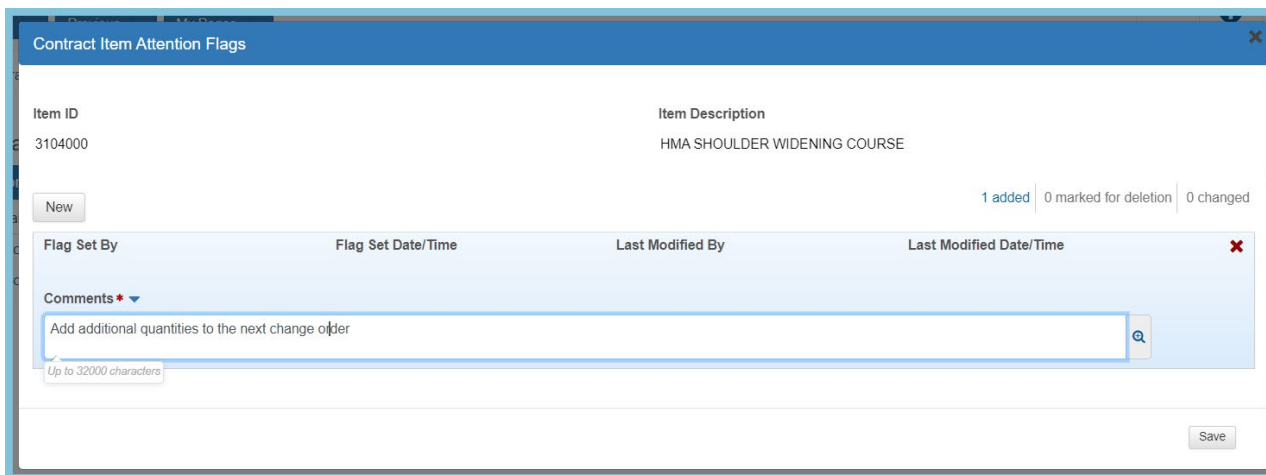 Contract Item Attention Flags
Item ID
Item Description
3104000
HMA SHOULDER WIDENING COURSE
New
1 added
0 marked for deletion
0 changed
Flag Set By
Flag Set Date/Time
Last Modified By
Last Modified Date/Time
Comments*
Add additional quantities to the next change order
Up to 32000 characters
Save